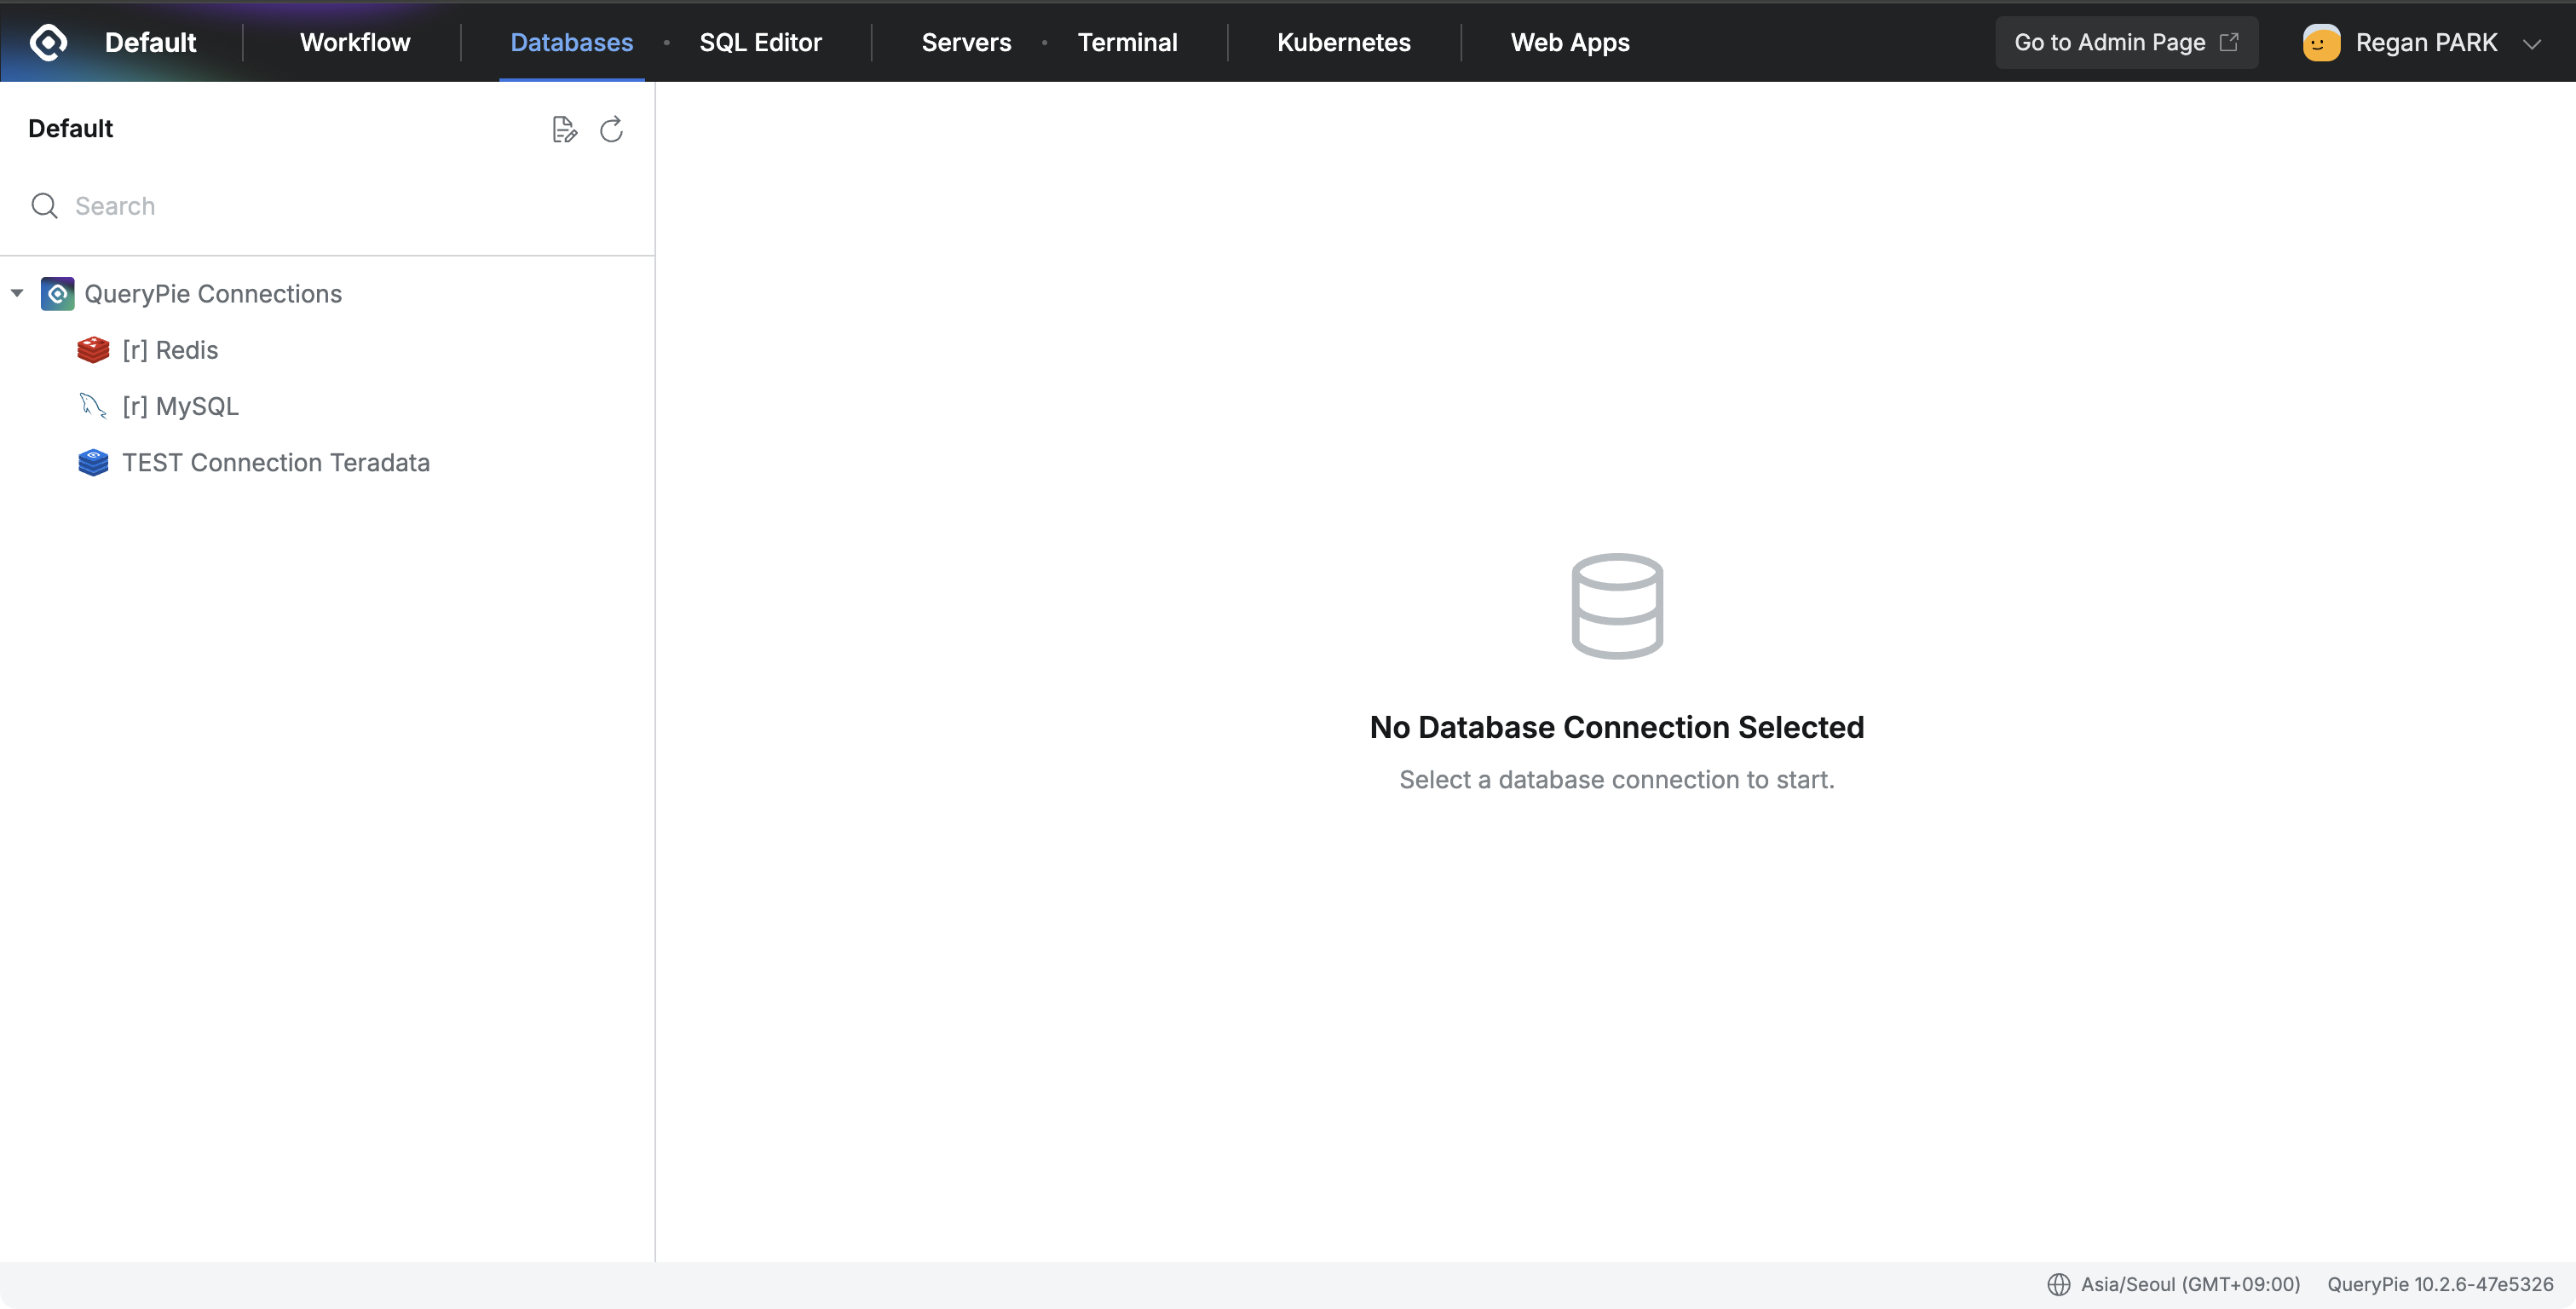 Default
Workflow
Databases
SQL Editor
Servers
Terminal
Kubernetes
Web Apps
Go to Admin Page
Regan PARK
Default
Search
QueryPie Connections
[r] Redis
[r] MySQL
TEST Connection Teradata
No Database Connection Selected
Select a database connection to start.
Asia/Seoul (GMT+09:00)
QueryPie 10.2.6-47e5326